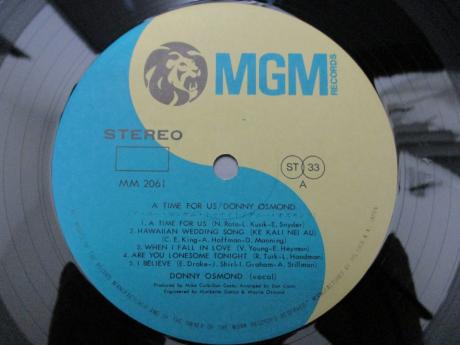 MGM
RECORDS
STEREO
ST 33
MM 2061
A
A TIME FOR US/DONNY OSMOND
1. A TIME FOR US (N. Rota-L. Kusik-E. Snyder)
2. HAWAIIAN WEDDING SONG (KE KALI NEI AU)
(C. E. King-A. Hoffman-D. Manning)
3. WHEN I FALL IN LOVE (V. Young-E. Heyman)
4. ARE YOU LONESOME TONIGHT (R. Turk-L. Handman)
5. I BELIEVE (E. Drake-J. Shirl-I. Graham-A. Stillman)
DONNY OSMOND (vocal)
Produced by Mike Curb-Don Costa: Arranged by Don Costa
Engineered by Humberto Gatica & Wayne Osmond